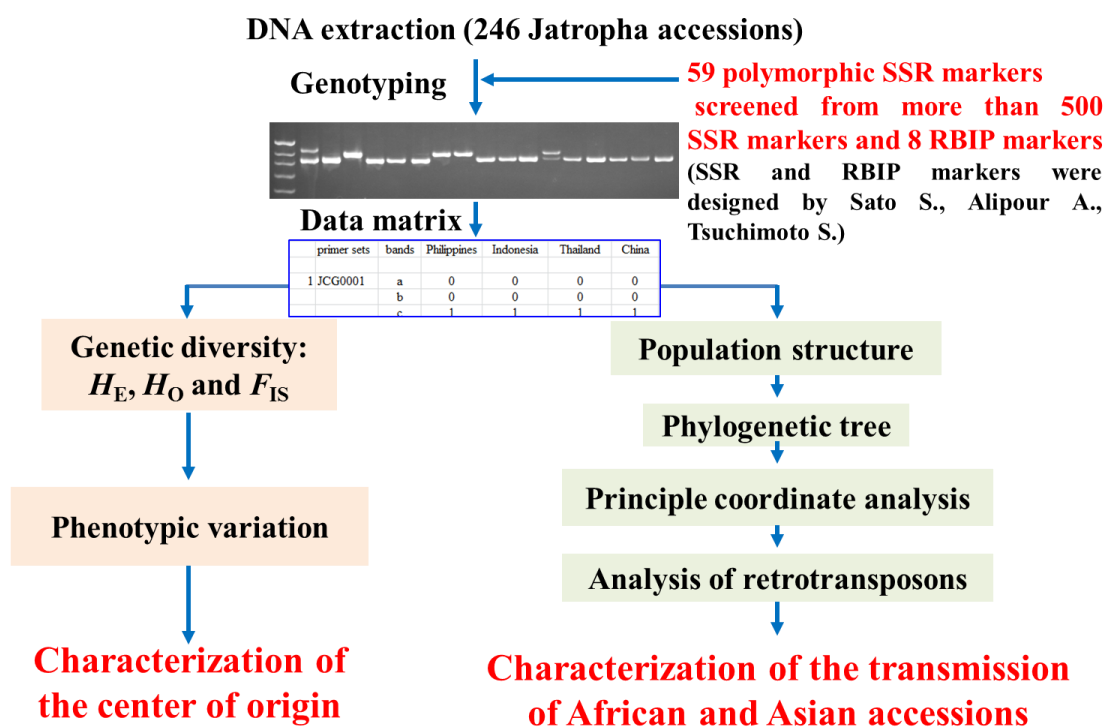 DNA extraction (246 Jatropha accessions)
Genotyping
59 polymorphic SSR markers
screened from more than 500
SSR markers and 8 RBIP markers
(SSR and RBIP markers were
designed by Sato S., Alipour A.,
Tsuchimoto S.)
Data matrix
primer sets bands Philippines Indonesia Thailand China
1 JCG0001 a 0 0 0 0
b 0 0 0 0
c 1 1 1 1
Genetic diversity:
HE, HO and FIS
Phenotypic variation
Characterization of
the center of origin
Population structure
Phylogenetic tree
Principle coordinate analysis
Analysis of retrotransposons
Characterization of the transmission
of African and Asian accessions